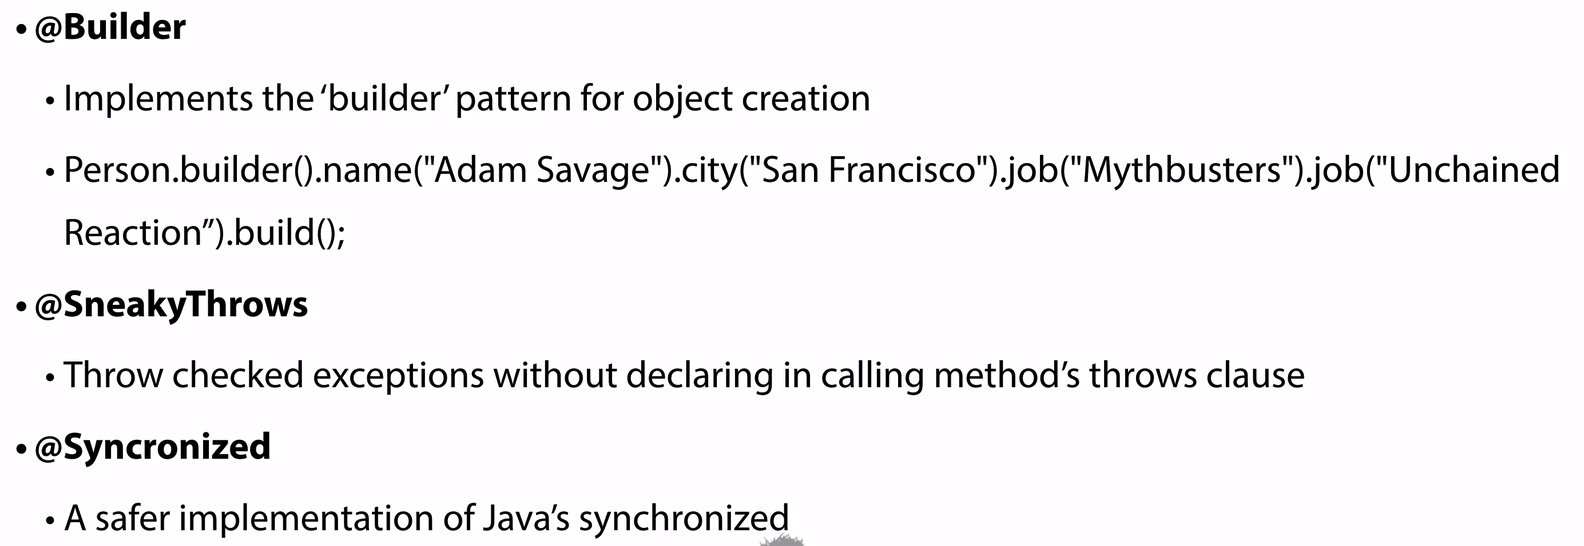 • @Builder
• Implements the ‘builder’ pattern for object creation
• Person.builder().name("Adam Savage").city("San Francisco").job("Mythbusters").job("Unchained
Reaction”).build();
• @SneakyThrows
• Throw checked exceptions without declaring in calling method’s throws clause
• @Syncronized
• A safer implementation of Java’s synchronized